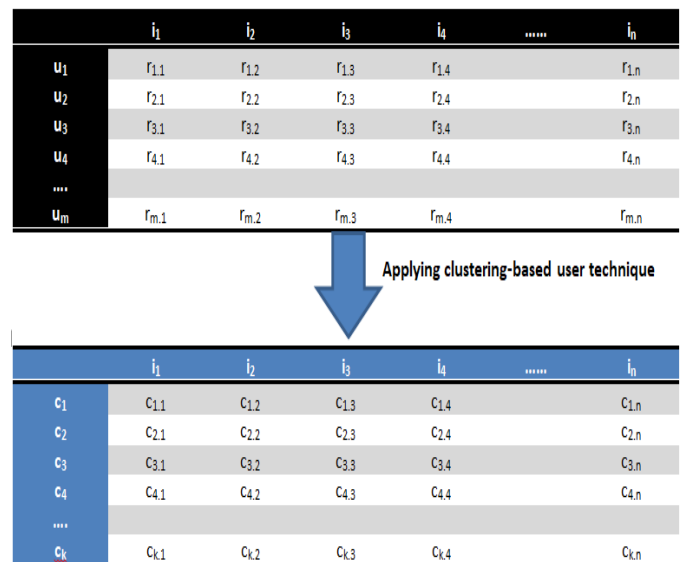 i₁ i₂ i₃ i₄ ...... iₙ
u₁ r₁.₁ r₁.₂ r₁.₃ r₁.₄ r₁.ₙ
u₂ r₂.₁ r₂.₂ r₂.₃ r₂.₄ r₂.ₙ
u₃ r₃.₁ r₃.₂ r₃.₃ r₃.₄ r₃.ₙ
u₄ r₄.₁ r₄.₂ r₄.₃ r₄.₄ r₄.ₙ
....
uₘ rₘ.₁ rₘ.₂ rₘ.₃ rₘ.₄ rₘ.ₙ
Applying clustering-based user technique
i₁ i₂ i₃ i₄ ...... iₙ
c₁ c₁.₁ c₁.₂ c₁.₃ c₁.₄ c₁.ₙ
c₂ c₂.₁ c₂.₂ c₂.₃ c₂.₄ c₂.ₙ
c₃ c₃.₁ c₃.₂ c₃.₃ c₃.₄ c₃.ₙ
c₄ c₄.₁ c₄.₂ c₄.₃ c₄.₄ c₄.ₙ
....
cₖ cₖ.₁ cₖ.₂ cₖ.₃ cₖ.₄ cₖ.ₙ